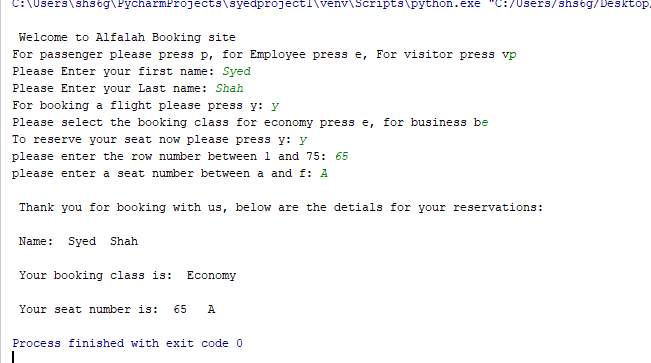 C:\Users\shs6g\PycharmProjects\syedproject1\venv\Scripts\python.exe "C:/Users/shs6g/Desktop/
Welcome to Alfalah Booking site
For passenger please press p, for Employee press e, For visitor press vp
Please Enter your first name: Syed
Please Enter your Last name: Shah
For booking a flight please press y: y
Please select the booking class for economy press e, for business be
To reserve your seat now please press y: y
please enter the row number between 1 and 75: 65
please enter a seat number between a and f: A
Thank you for booking with us, below are the detials for your reservations:
Name:  Syed  Shah
Your booking class is:  Economy
Your seat number is:  65   A
Process finished with exit code 0